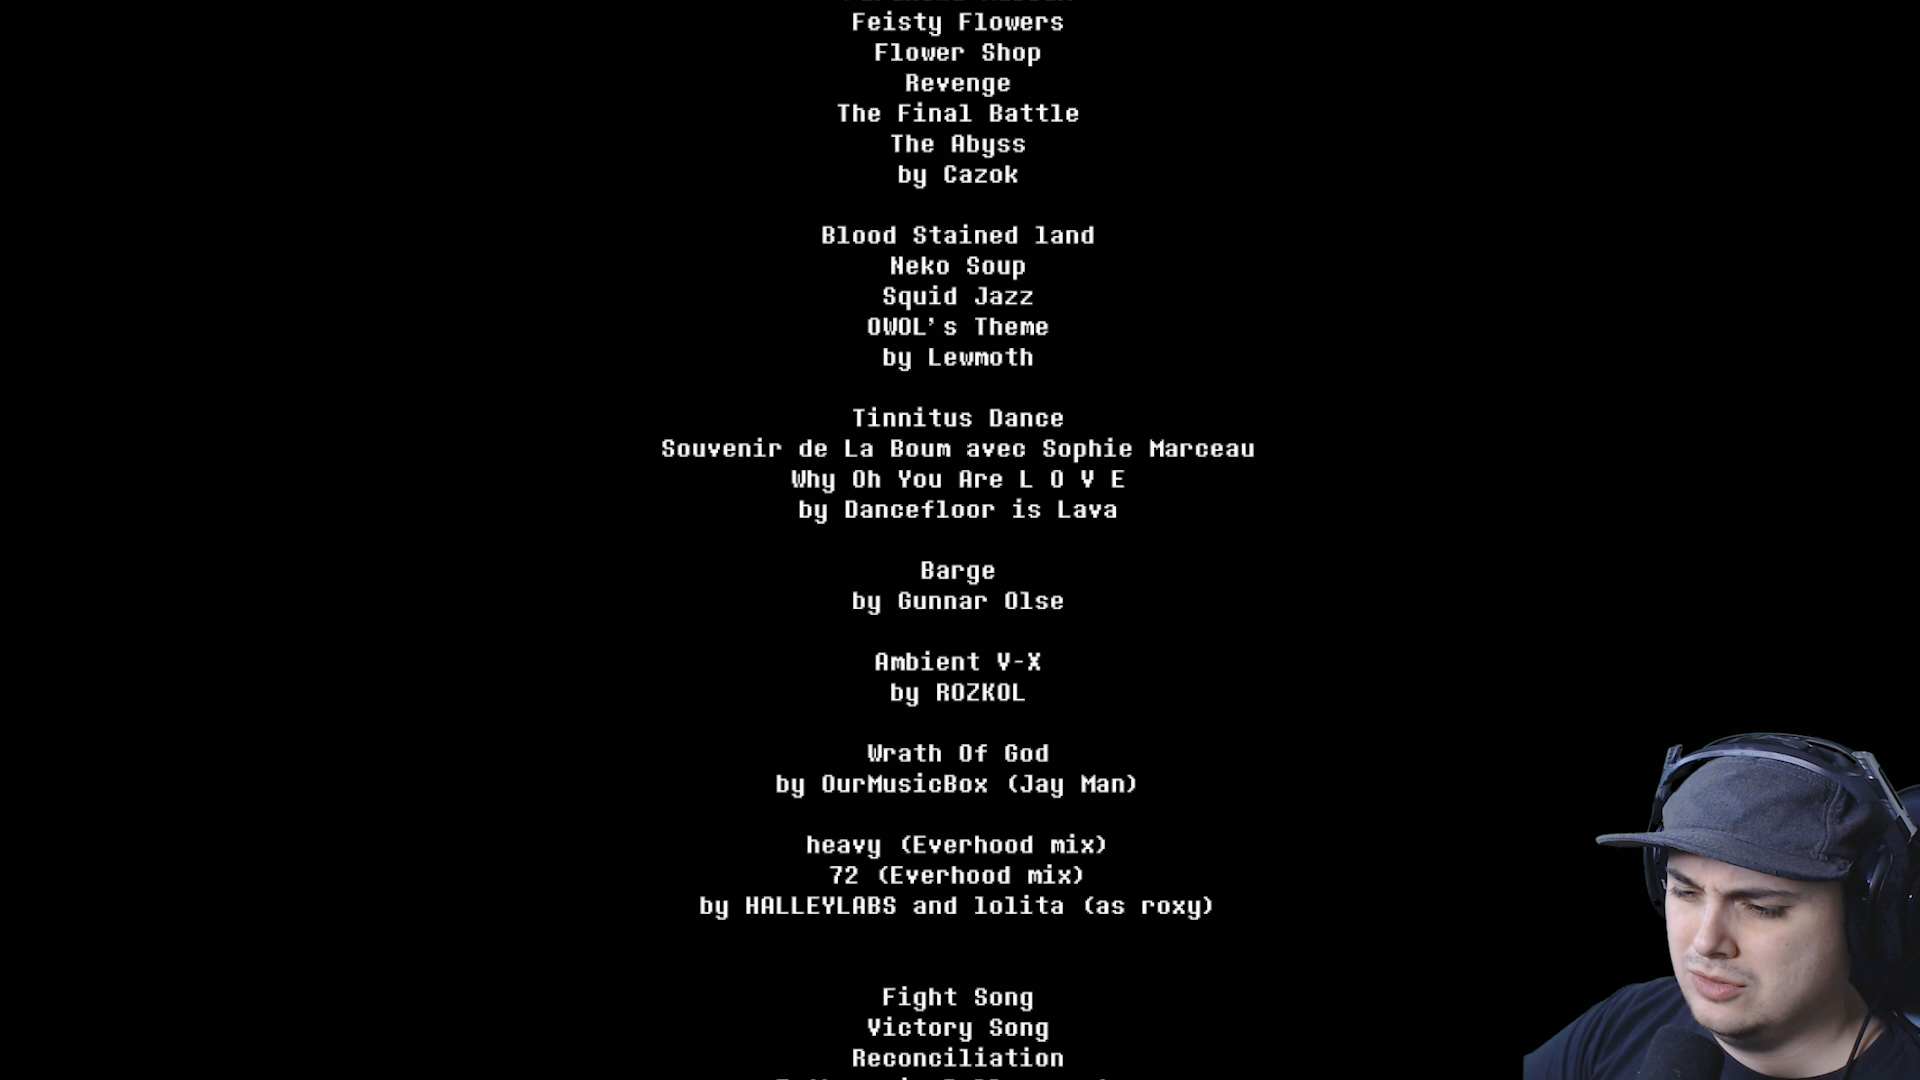 Feisty Flowers
Flower Shop
Revenge
The Final Battle
The Abyss
by Cazok
Blood Stained land
Neko Soup
Squid Jazz
OWOL's Theme
by Lewmoth
Tinnitus Dance
Souvenir de La Boum avec Sophie Marceau
Why Oh You Are L O V E
by Dancefloor is Lava
Barge
by Gunnar Olse
Ambient V-X
by ROZKOL
Wrath Of God
by OurMusicBox (Jay Man)
heavy (Everhood mix)
72 (Everhood mix)
by HALLEYLABS and lolita (as roxy)
Fight Song
Victory Song
Reconciliation